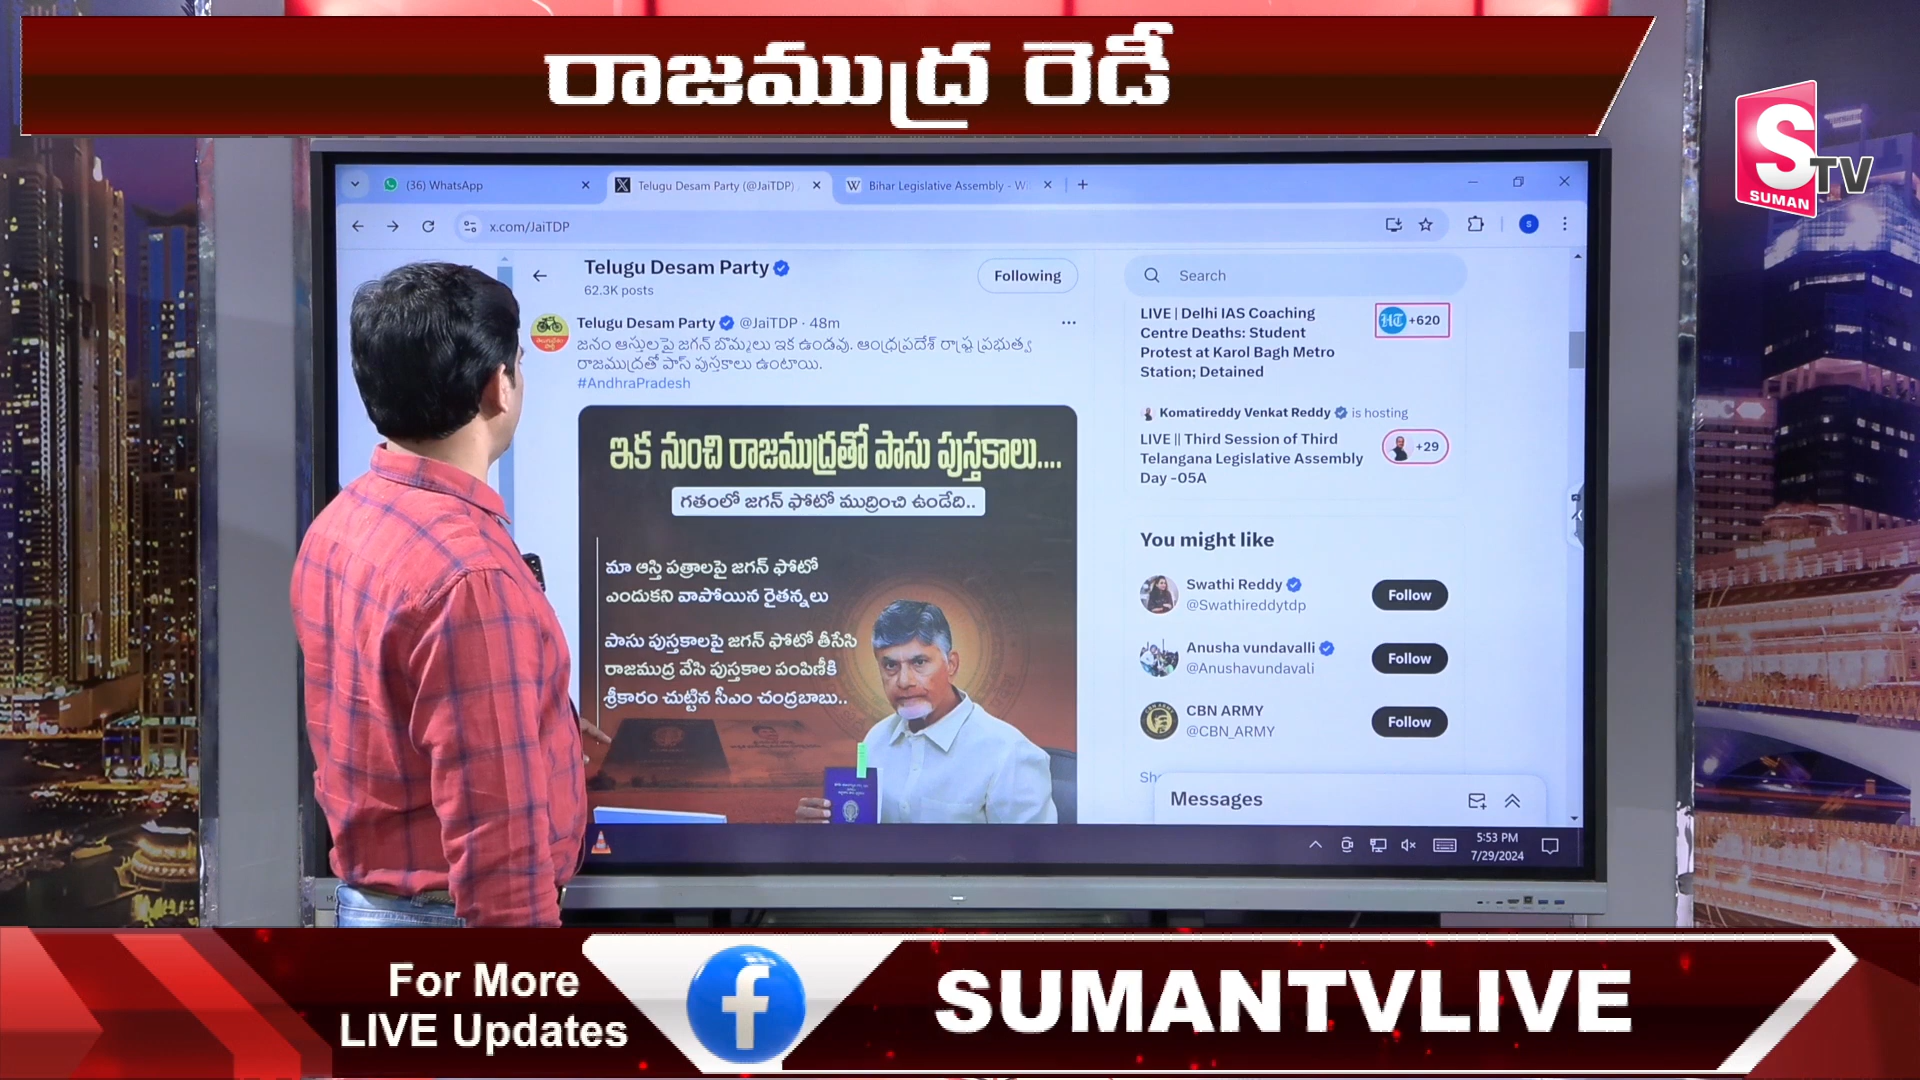 రాజముద్ర రెడీ
S
TV
SUMAN
(36) WhatsApp
Telugu Desam Party (@JaiTDP)
Bihar Legislative Assembly - Wi
x.com/JaiTDP
Telugu Desam Party
62.3K posts
Following
Search
Telugu Desam Party @JaiTDP · 48m
జనం ఆస్తులపై జగన్ బొమ్మలు ఇక ఉండవు. ఆంధ్రప్రదేశ్ రాష్ట్ర ప్రభుత్వ
రాజముద్రతో పాస్ పుస్తకాలు ఉంటాయి.
#AndhraPradesh
ఇక నుంచి రాజముద్రతో పాసు పుస్తకాలు....
గతంలో జగన్ ఫోటో ముద్రించి ఉండేది..
మా ఆస్తి పత్రాలపై జగన్ ఫోటో
ఎందుకని వాపోయిన రైతన్నలు
పాసు పుస్తకాలపై జగన్ ఫోటో తీసేసి
రాజముద్ర వేసి పుస్తకాల పంపిణీకి
శ్రీకారం చుట్టిన సీఎం చంద్రబాబు..
LIVE | Delhi IAS Coaching
Centre Deaths: Student
Protest at Karol Bagh Metro
Station; Detained
HT +620
Komatireddy Venkat Reddy is hosting
LIVE || Third Session of Third
Telangana Legislative Assembly
Day -05A
+29
You might like
Swathi Reddy
@Swathireddytdp
Follow
Anusha vundavalli
@Anushavundavali
Follow
CBN ARMY
@CBN_ARMY
Follow
Messages
5:53 PM
7/29/2024
For More
LIVE Updates
f
SUMANTVLIVE